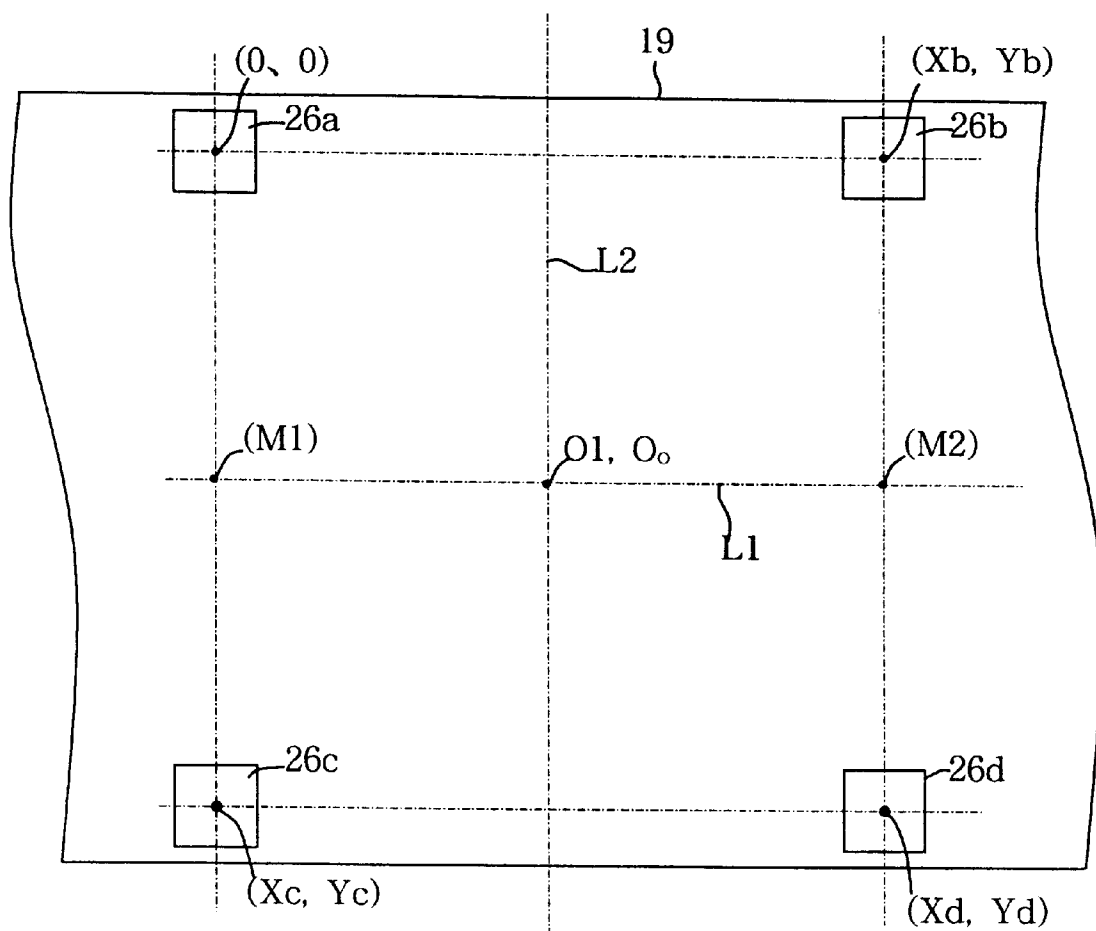 19
(0、0)
(Xb, Yb)
26a
26b
L2
(M1)
O1, Oo
(M2)
L1
26c
26d
(Xc, Yc)
(Xd, Yd)